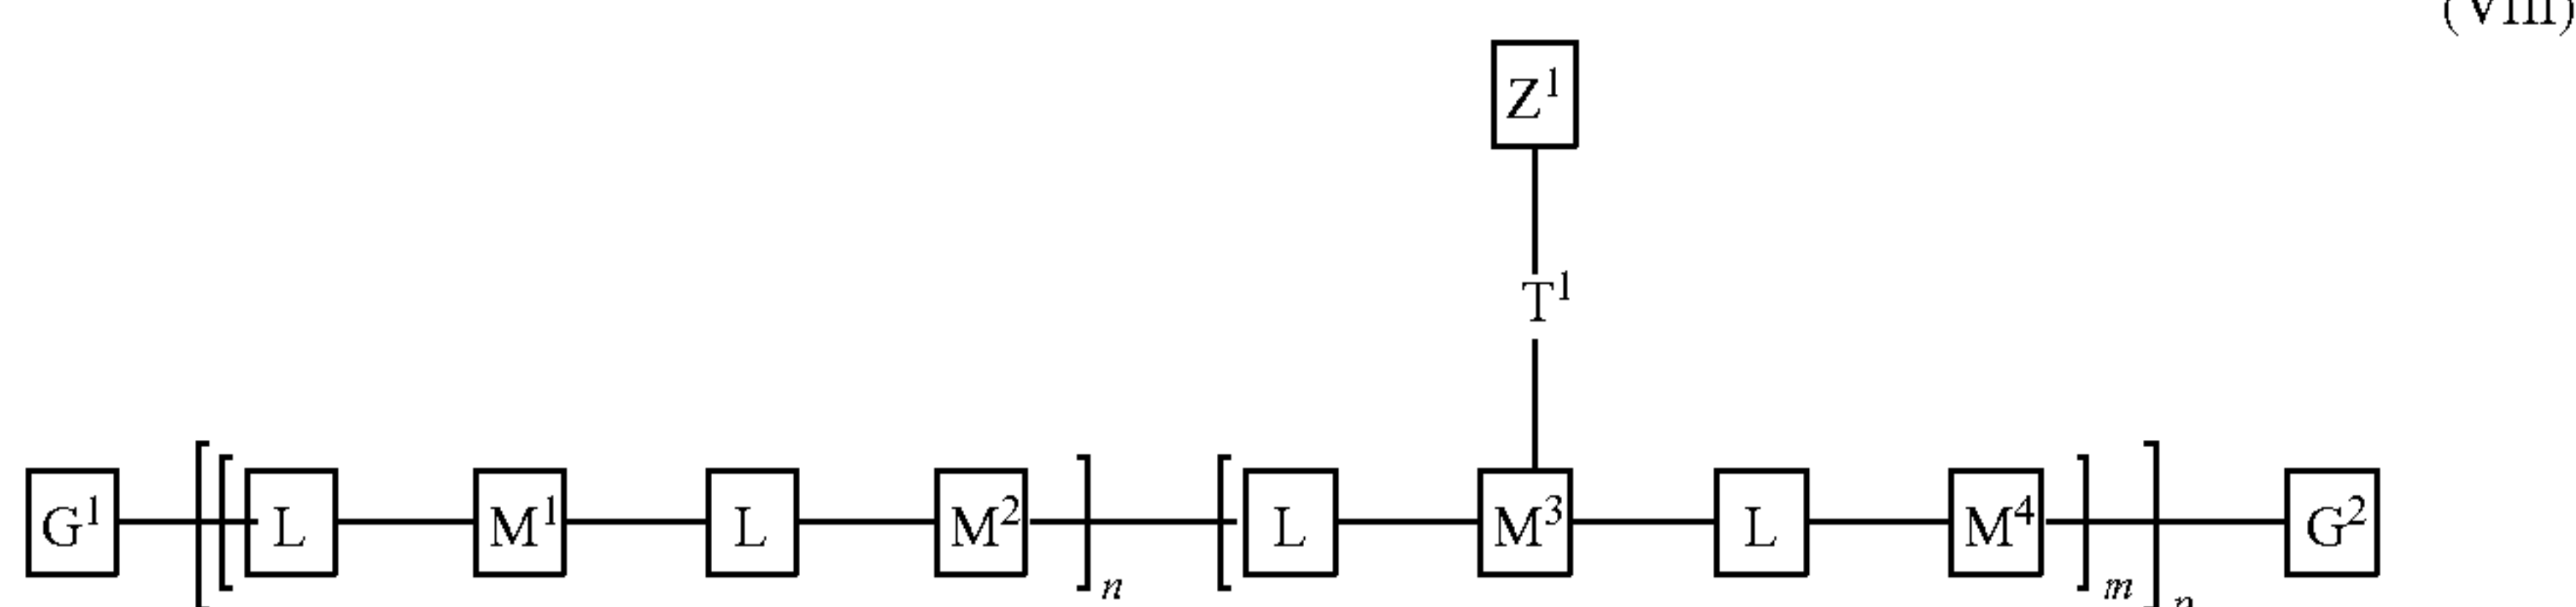 (VIII)
Z¹
T¹
G¹ [ [ L M¹ L M² ]n [ L M³ L M⁴ ]m ] G²